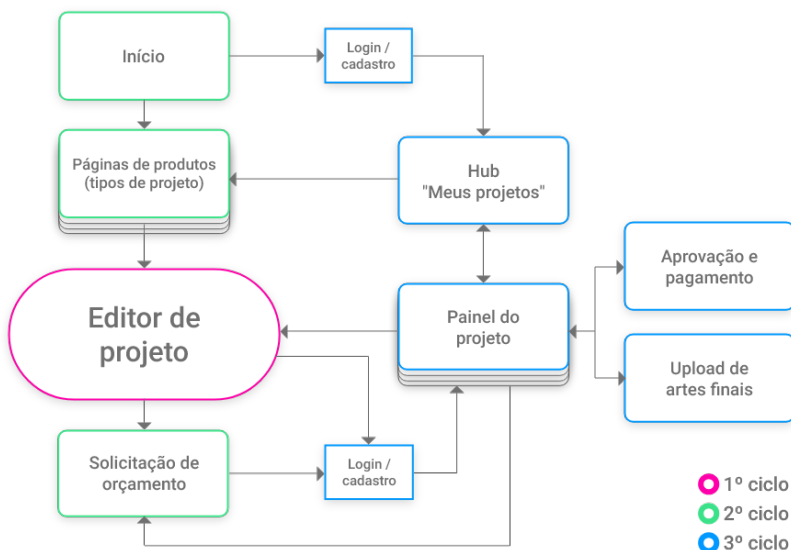 Início
Login /
cadastro
Páginas de produtos
(tipos de projeto)
Hub
"Meus projetos"
Aprovação e
pagamento
Editor de
projeto
Painel do
projeto
Upload de
artes finais
Solicitação de
orçamento
Login /
cadastro
1º ciclo
2º ciclo
3º ciclo